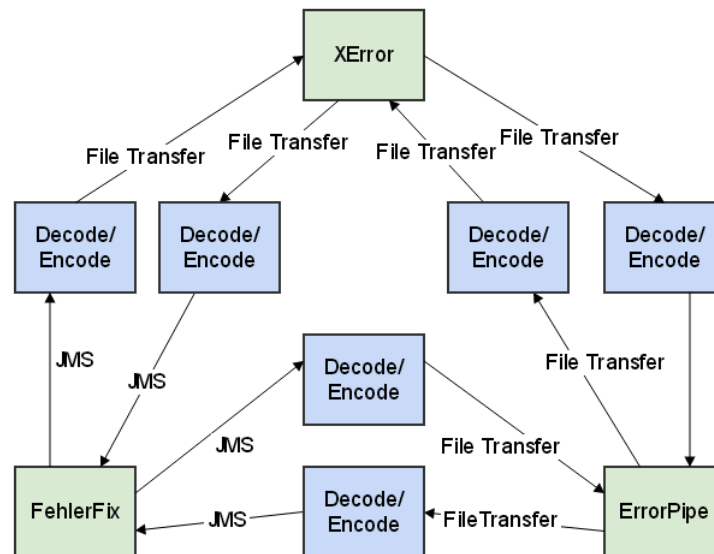 XError
File Transfer
File Transfer
File Transfer
File Transfer
Decode/
Encode
Decode/
Encode
Decode/
Encode
Decode/
Encode
JMS
JMS
Decode/
Encode
File Transfer
JMS
File Transfer
FehlerFix
JMS
Decode/
Encode
FileTransfer
ErrorPipe